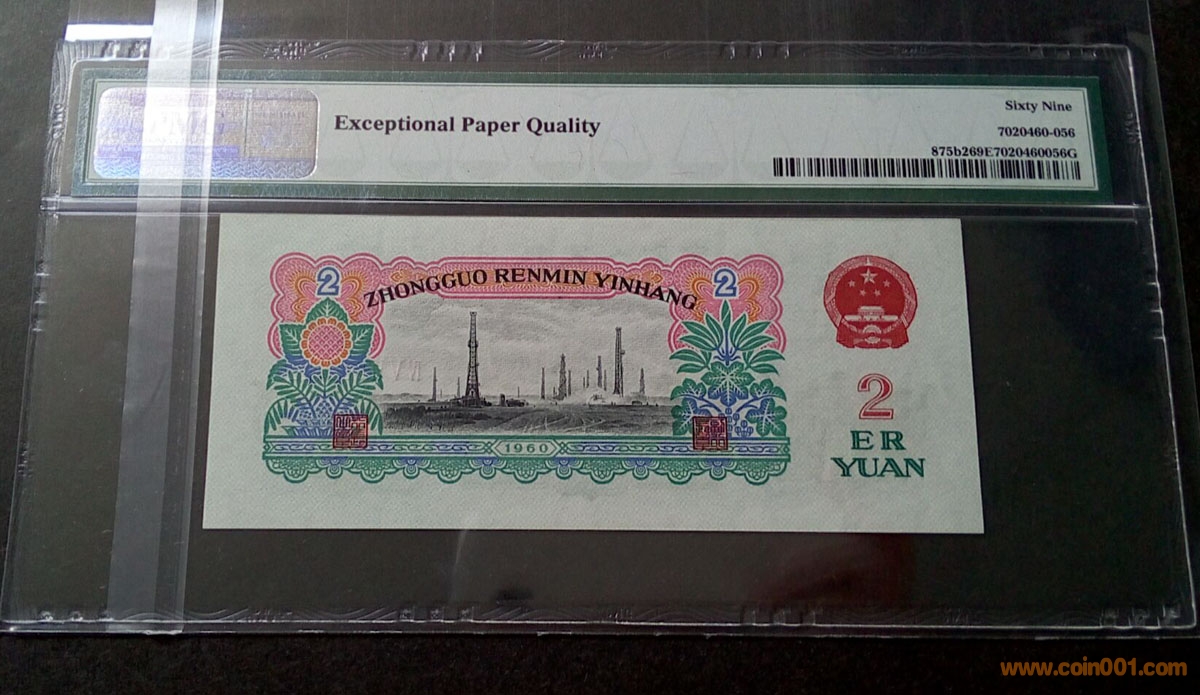 Exceptional Paper Quality
Sixty Nine
7020460-056
875b269E7020460056G
2
2
ZHONGGUO RENMIN YINHANG
1960
2
ER
YUAN
www.coin001.com